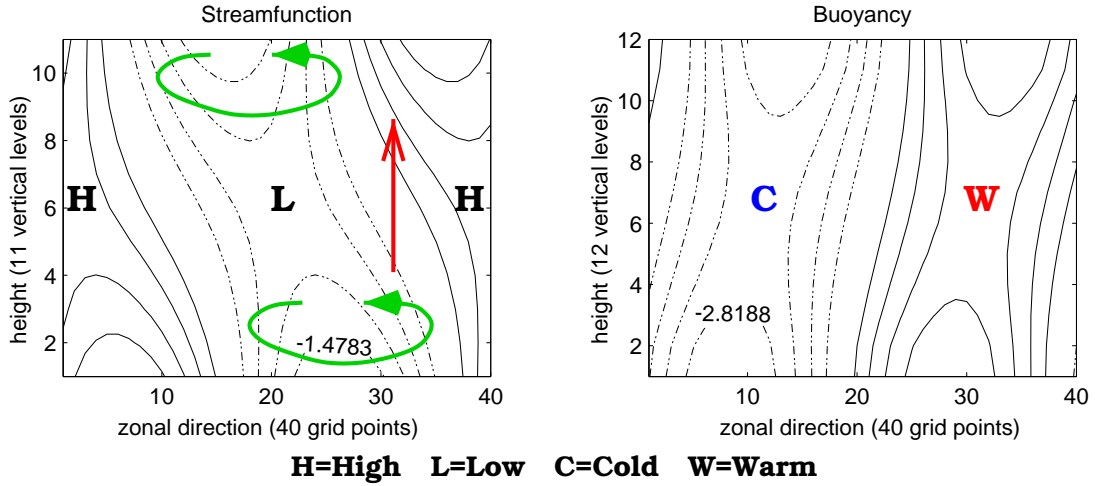 Streamfunction
Buoyancy
height (11 vertical levels)
10
8
6
4
2
H
L
H
-1.4783
10
20
30
40
zonal direction (40 grid points)
height (12 vertical levels)
12
10
8
6
4
2
C
W
-2.8188
10
20
30
40
zonal direction (40 grid points)
H=High L=Low C=Cold W=Warm